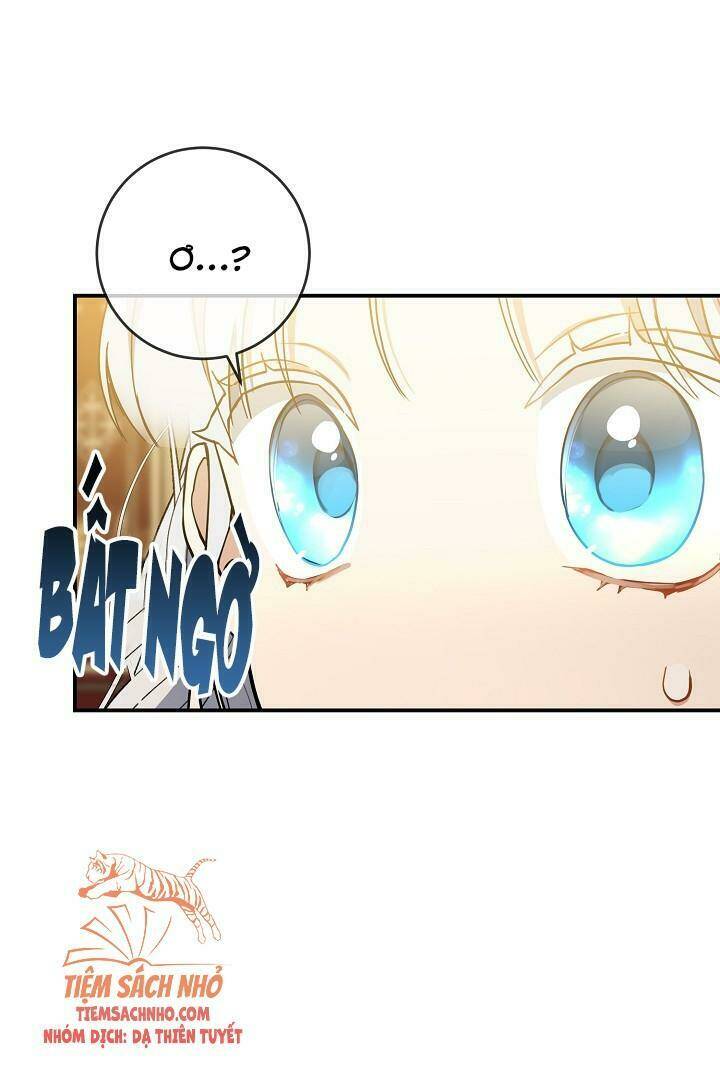 Ơ...?
BẤT NGỜ
TIỆM SÁCH NHỎ
TIEMSACHNHO.COM
NHÓM DỊCH: DẠ THIÊN TUYẾT